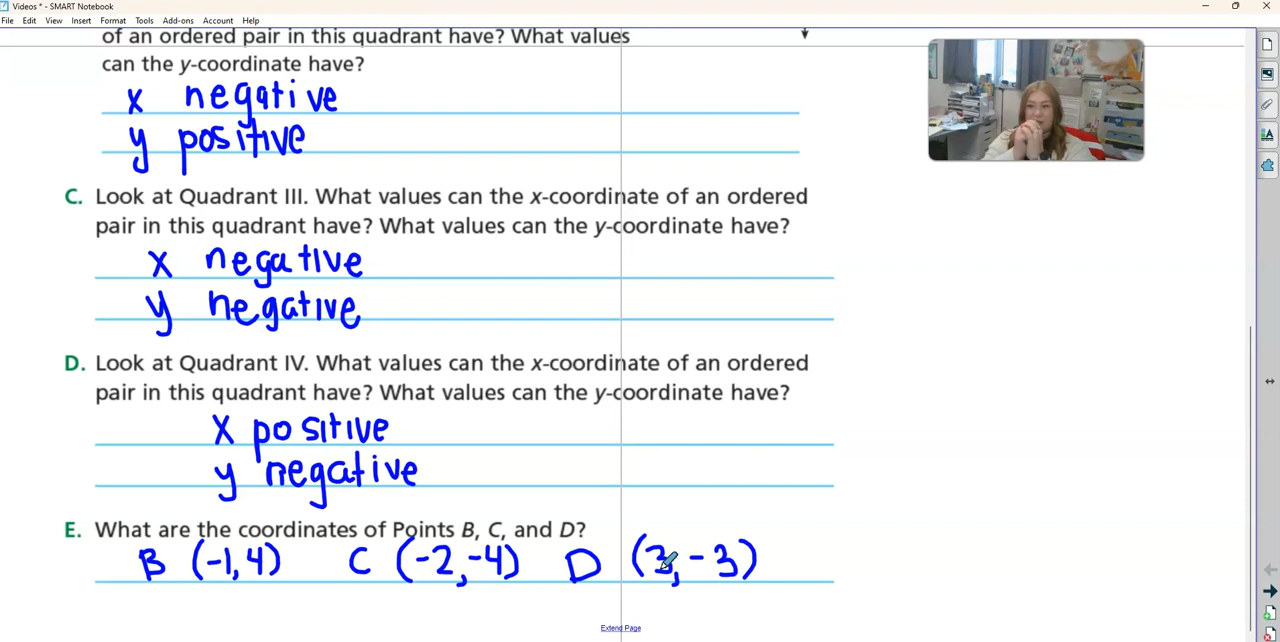 Videos * - SMART Notebook
File Edit View Insert Format Tools Add-ons Account Help
of an ordered pair in this quadrant have? What values
can the y-coordinate have?
x negative
y positive
C. Look at Quadrant III. What values can the x-coordinate of an ordered
pair in this quadrant have? What values can the y-coordinate have?
x negative
y negative
D. Look at Quadrant IV. What values can the x-coordinate of an ordered
pair in this quadrant have? What values can the y-coordinate have?
x positive
y negative
E. What are the coordinates of Points B, C, and D?
B (-1,4) C (-2,-4) D (3,-3)
Extend Page